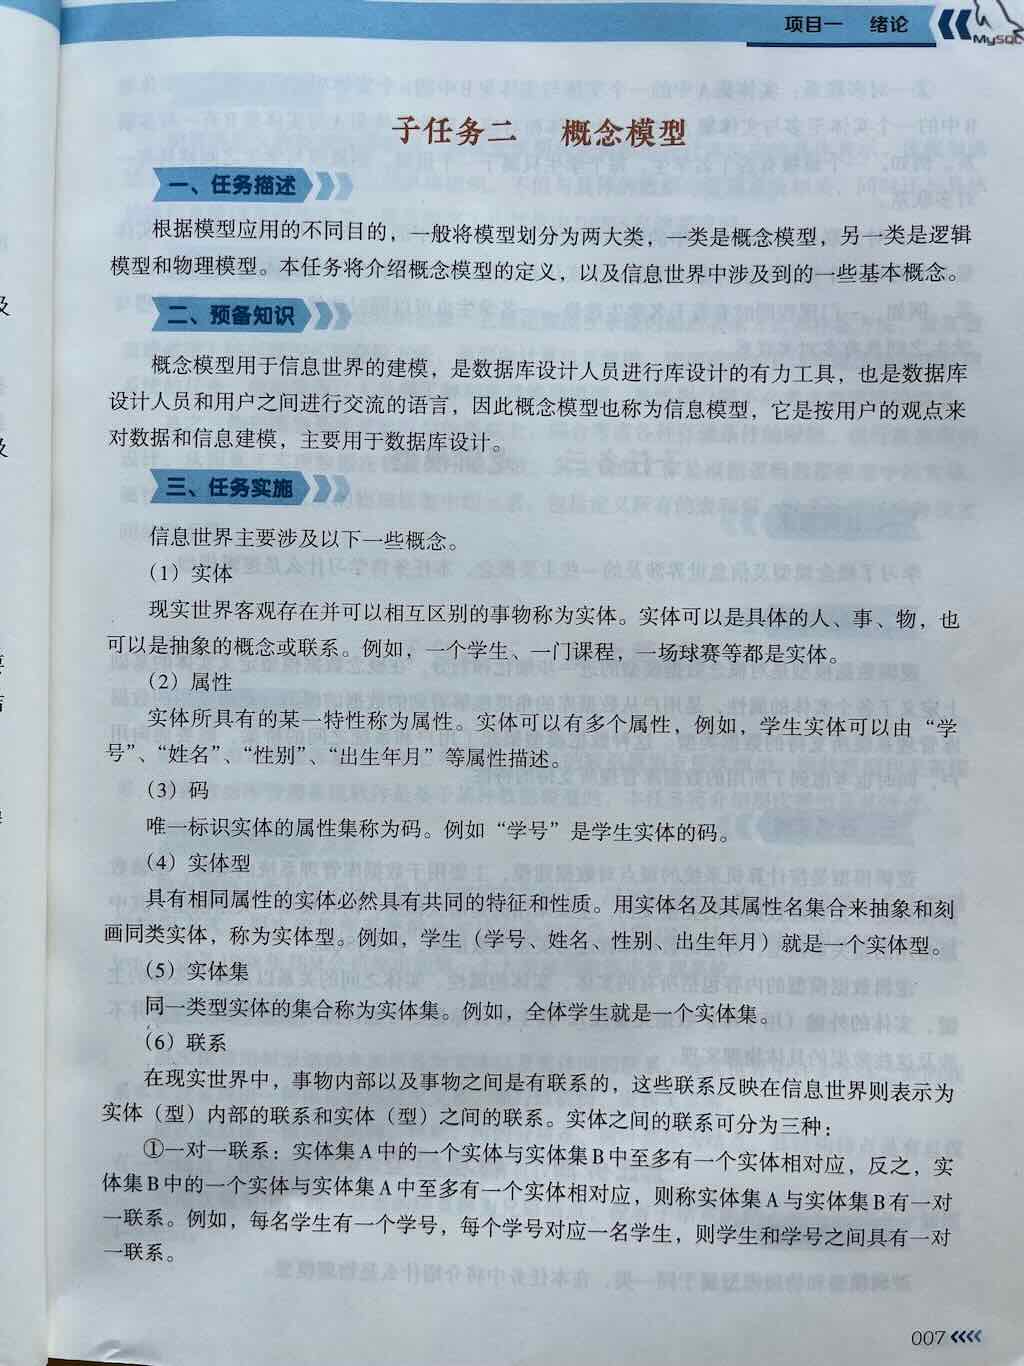 项目一 绪论
MySQL
子任务二 概念模型
一、任务描述
根据模型应用的不同目的，一般将模型划分为两大类，一类是概念模型，另一类是逻辑
模型和物理模型。本任务将介绍概念模型的定义，以及信息世界中涉及到的一些基本概念。
二、预备知识
概念模型用于信息世界的建模，是数据库设计人员进行库设计的有力工具，也是数据库
设计人员和用户之间进行交流的语言，因此概念模型也称为信息模型，它是按用户的观点来
对数据和信息建模，主要用于数据库设计。
三、任务实施
信息世界主要涉及以下一些概念。
（1）实体
现实世界客观存在并可以相互区别的事物称为实体。实体可以是具体的人、事、物，也
可以是抽象的概念或联系。例如，一个学生、一门课程，一场球赛等都是实体。
（2）属性
实体所具有的某一特性称为属性。实体可以有多个属性，例如，学生实体可以由“学
号”、“姓名”、“性别”、“出生年月”等属性描述。
（3）码
唯一标识实体的属性集称为码。例如“学号”是学生实体的码。
（4）实体型
具有相同属性的实体必然具有共同的特征和性质。用实体名及其属性名集合来抽象和刻
画同类实体，称为实体型。例如，学生（学号、姓名、性别、出生年月）就是一个实体型。
（5）实体集
同一类型实体的集合称为实体集。例如，全体学生就是一个实体集。
（6）联系
在现实世界中，事物内部以及事物之间是有联系的，这些联系反映在信息世界则表示为
实体（型）内部的联系和实体（型）之间的联系。实体之间的联系可分为三种：
①一对一联系：实体集A中的一个实体与实体集B中至多有一个实体相对应，反之，实
体集B中的一个实体与实体集A中至多有一个实体相对应，则称实体集A与实体集B有一对
一联系。例如，每名学生有一个学号，每个学号对应一名学生，则学生和学号之间具有一对
一联系。
007